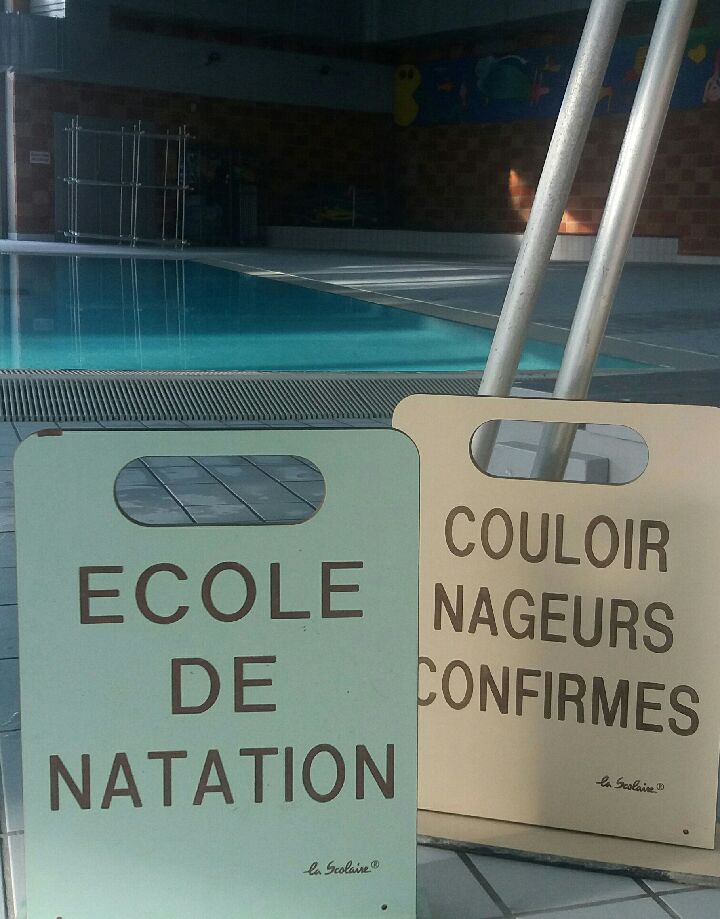 ECOLE
DE
NATATION
la Scolaire®
COULOIR
NAGEURS
CONFIRMES
la Scolaire®